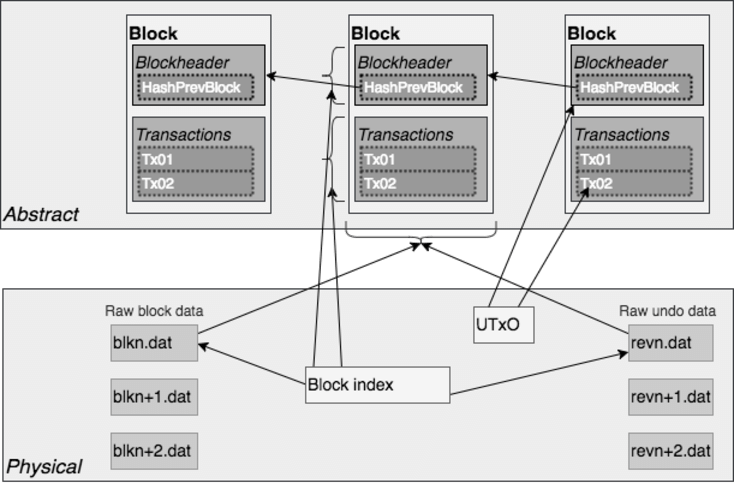 Block
Blockheader
HashPrevBlock
Transactions
Tx01
Tx02
Block
Blockheader
HashPrevBlock
Transactions
Tx01
Tx02
Block
Blockheader
HashPrevBlock
Transactions
Tx01
Tx02
Abstract
Raw block data
blkn.dat
blkn+1.dat
blkn+2.dat
Block index
UTxO
Raw undo data
revn.dat
revn+1.dat
revn+2.dat
Physical